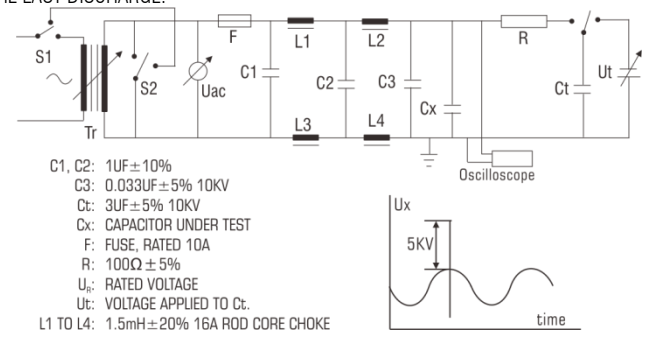 THE LAST DISCHARGE.
S1
S2
Tr
Uac
F
C1
L1
L3
C2
L2
L4
C3
Cx
R
Ct
Ut
Oscilloscope
C1, C2: 1UF±10%
C3: 0.033UF±5% 10KV
Ct: 3UF±5% 10KV
Cx: CAPACITOR UNDER TEST
F: FUSE, RATED 10A
R: 100Ω±5%
U_R: RATED VOLTAGE
Ut: VOLTAGE APPLIED TO Ct.
L1 TO L4: 1.5mH±20% 16A ROD CORE CHOKE
Ux
5KV
time